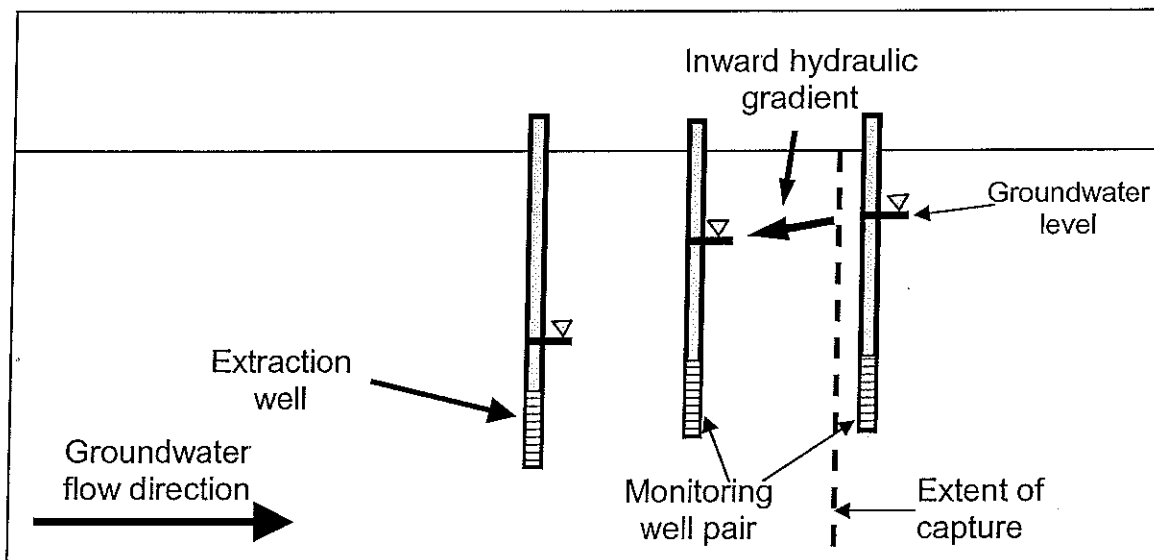 Inward hydraulic
gradient
Groundwater
level
Extraction
well
Groundwater
flow direction
Monitoring
well pair
Extent of
capture